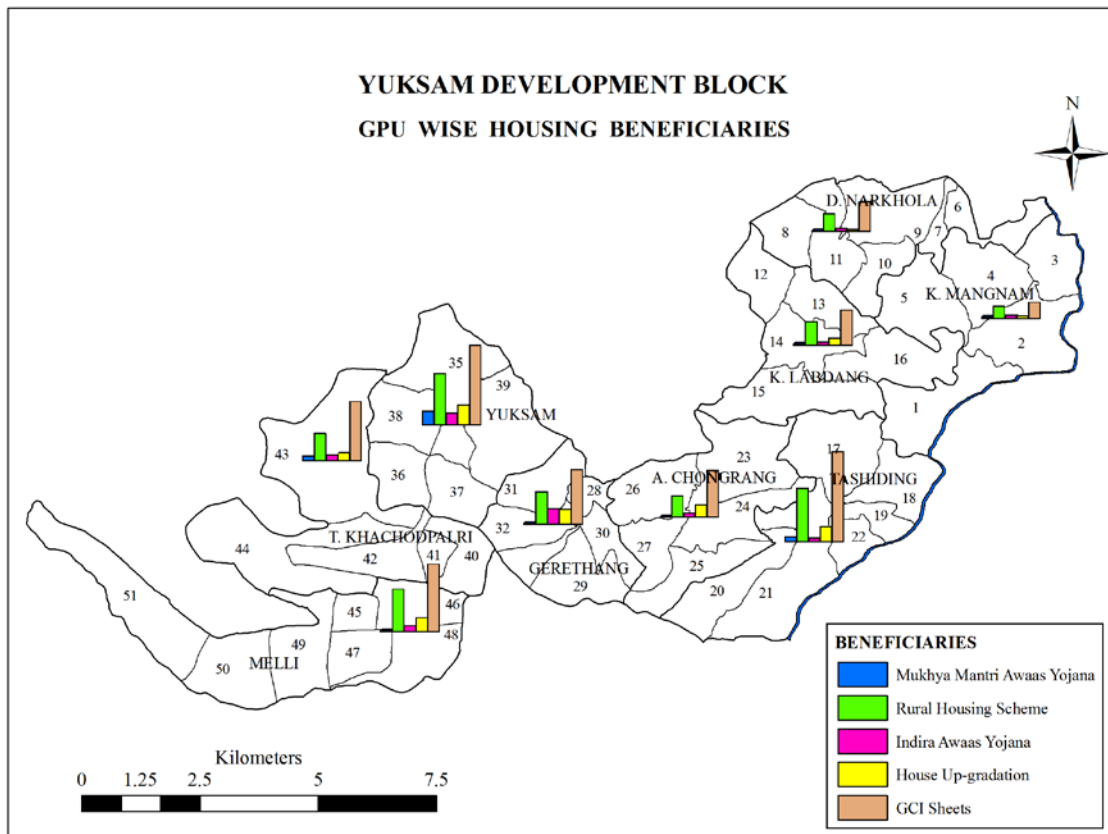 YUKSAM DEVELOPMENT BLOCK
GPU WISE HOUSING BENEFICIARIES
N
D. NARKHOLA
6
8
9
7
3
11
10
4
12
5
K. MANGNAM
13
14
2
16
K. LABDANG
15
1
35
39
38
YUKSAM
43
36
37
17
23
31
28
26
A. CHONGRANG
TASHIDING
18
24
19
32
30
22
T. KHACHODPALRI
27
44
42
41
40
GERETHANG
29
25
20
21
51
45
46
48
49
47
50
MELLI
BENEFICIARIES
Mukhya Mantri Awaas Yojana
Rural Housing Scheme
Indira Awaas Yojana
House Up-gradation
GCI Sheets
Kilometers
0 1.25 2.5 5 7.5